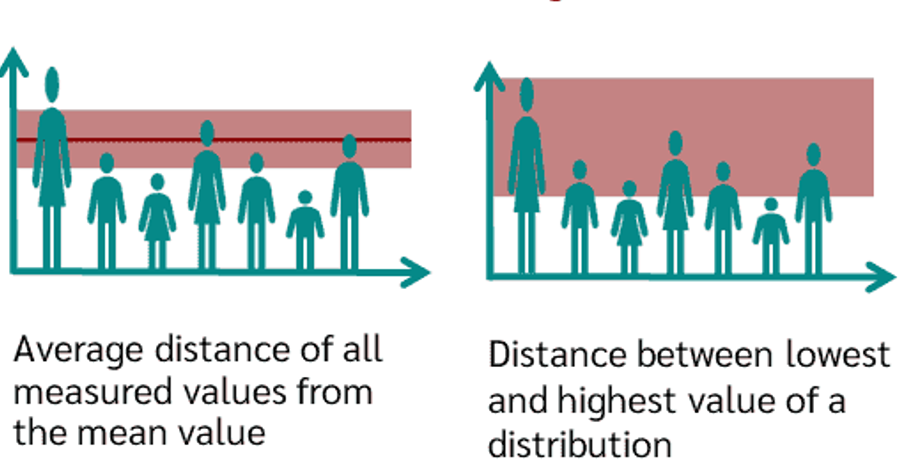 Average distance of all
measured values from
the mean value
Distance between lowest
and highest value of a
distribution